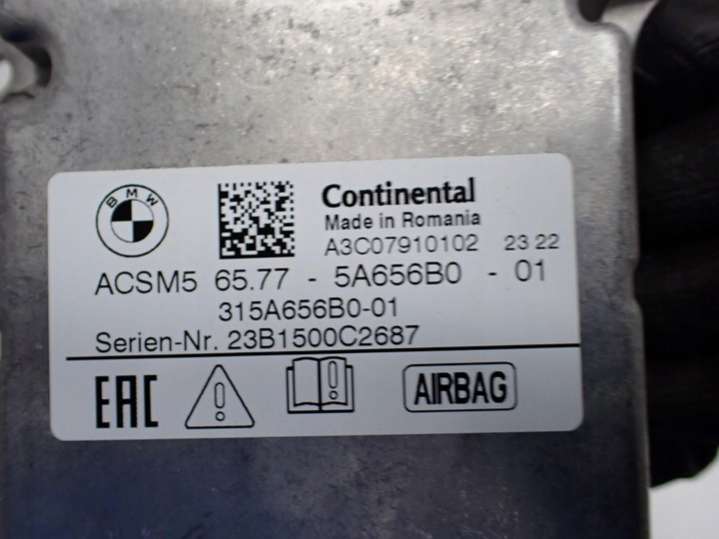 BMW
Continental
Made in Romania
A3C07910102 23 22
ACSM5 65.77 - 5A656B0 - 01
315A656B0-01
Serien-Nr. 23B1500C2687
EAC
AIRBAG